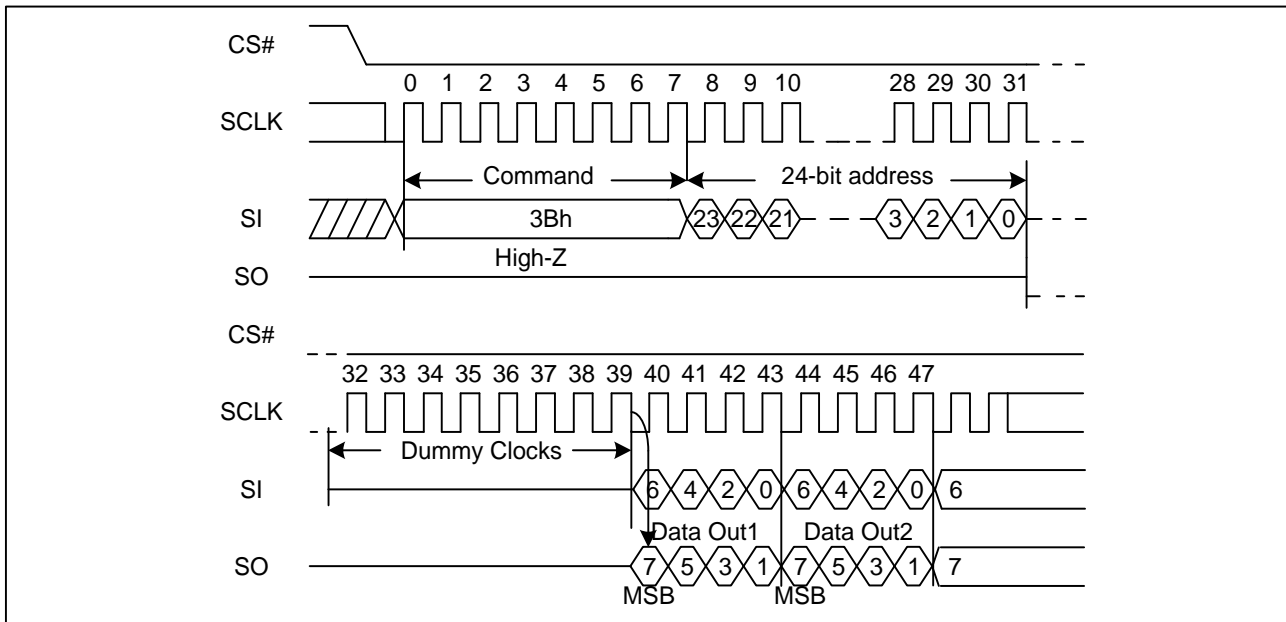 CS#
0 1 2 3 4 5 6 7 8 9 10 28 29 30 31
SCLK
Command 24-bit address
SI 3Bh 23 22 21 3 2 1 0
High-Z
SO
CS#
32 33 34 35 36 37 38 39 40 41 42 43 44 45 46 47
SCLK
Dummy Clocks
SI 6 4 2 0 6 4 2 0 6
Data Out1 Data Out2
SO 7 5 3 1 7 5 3 1 7
MSB MSB